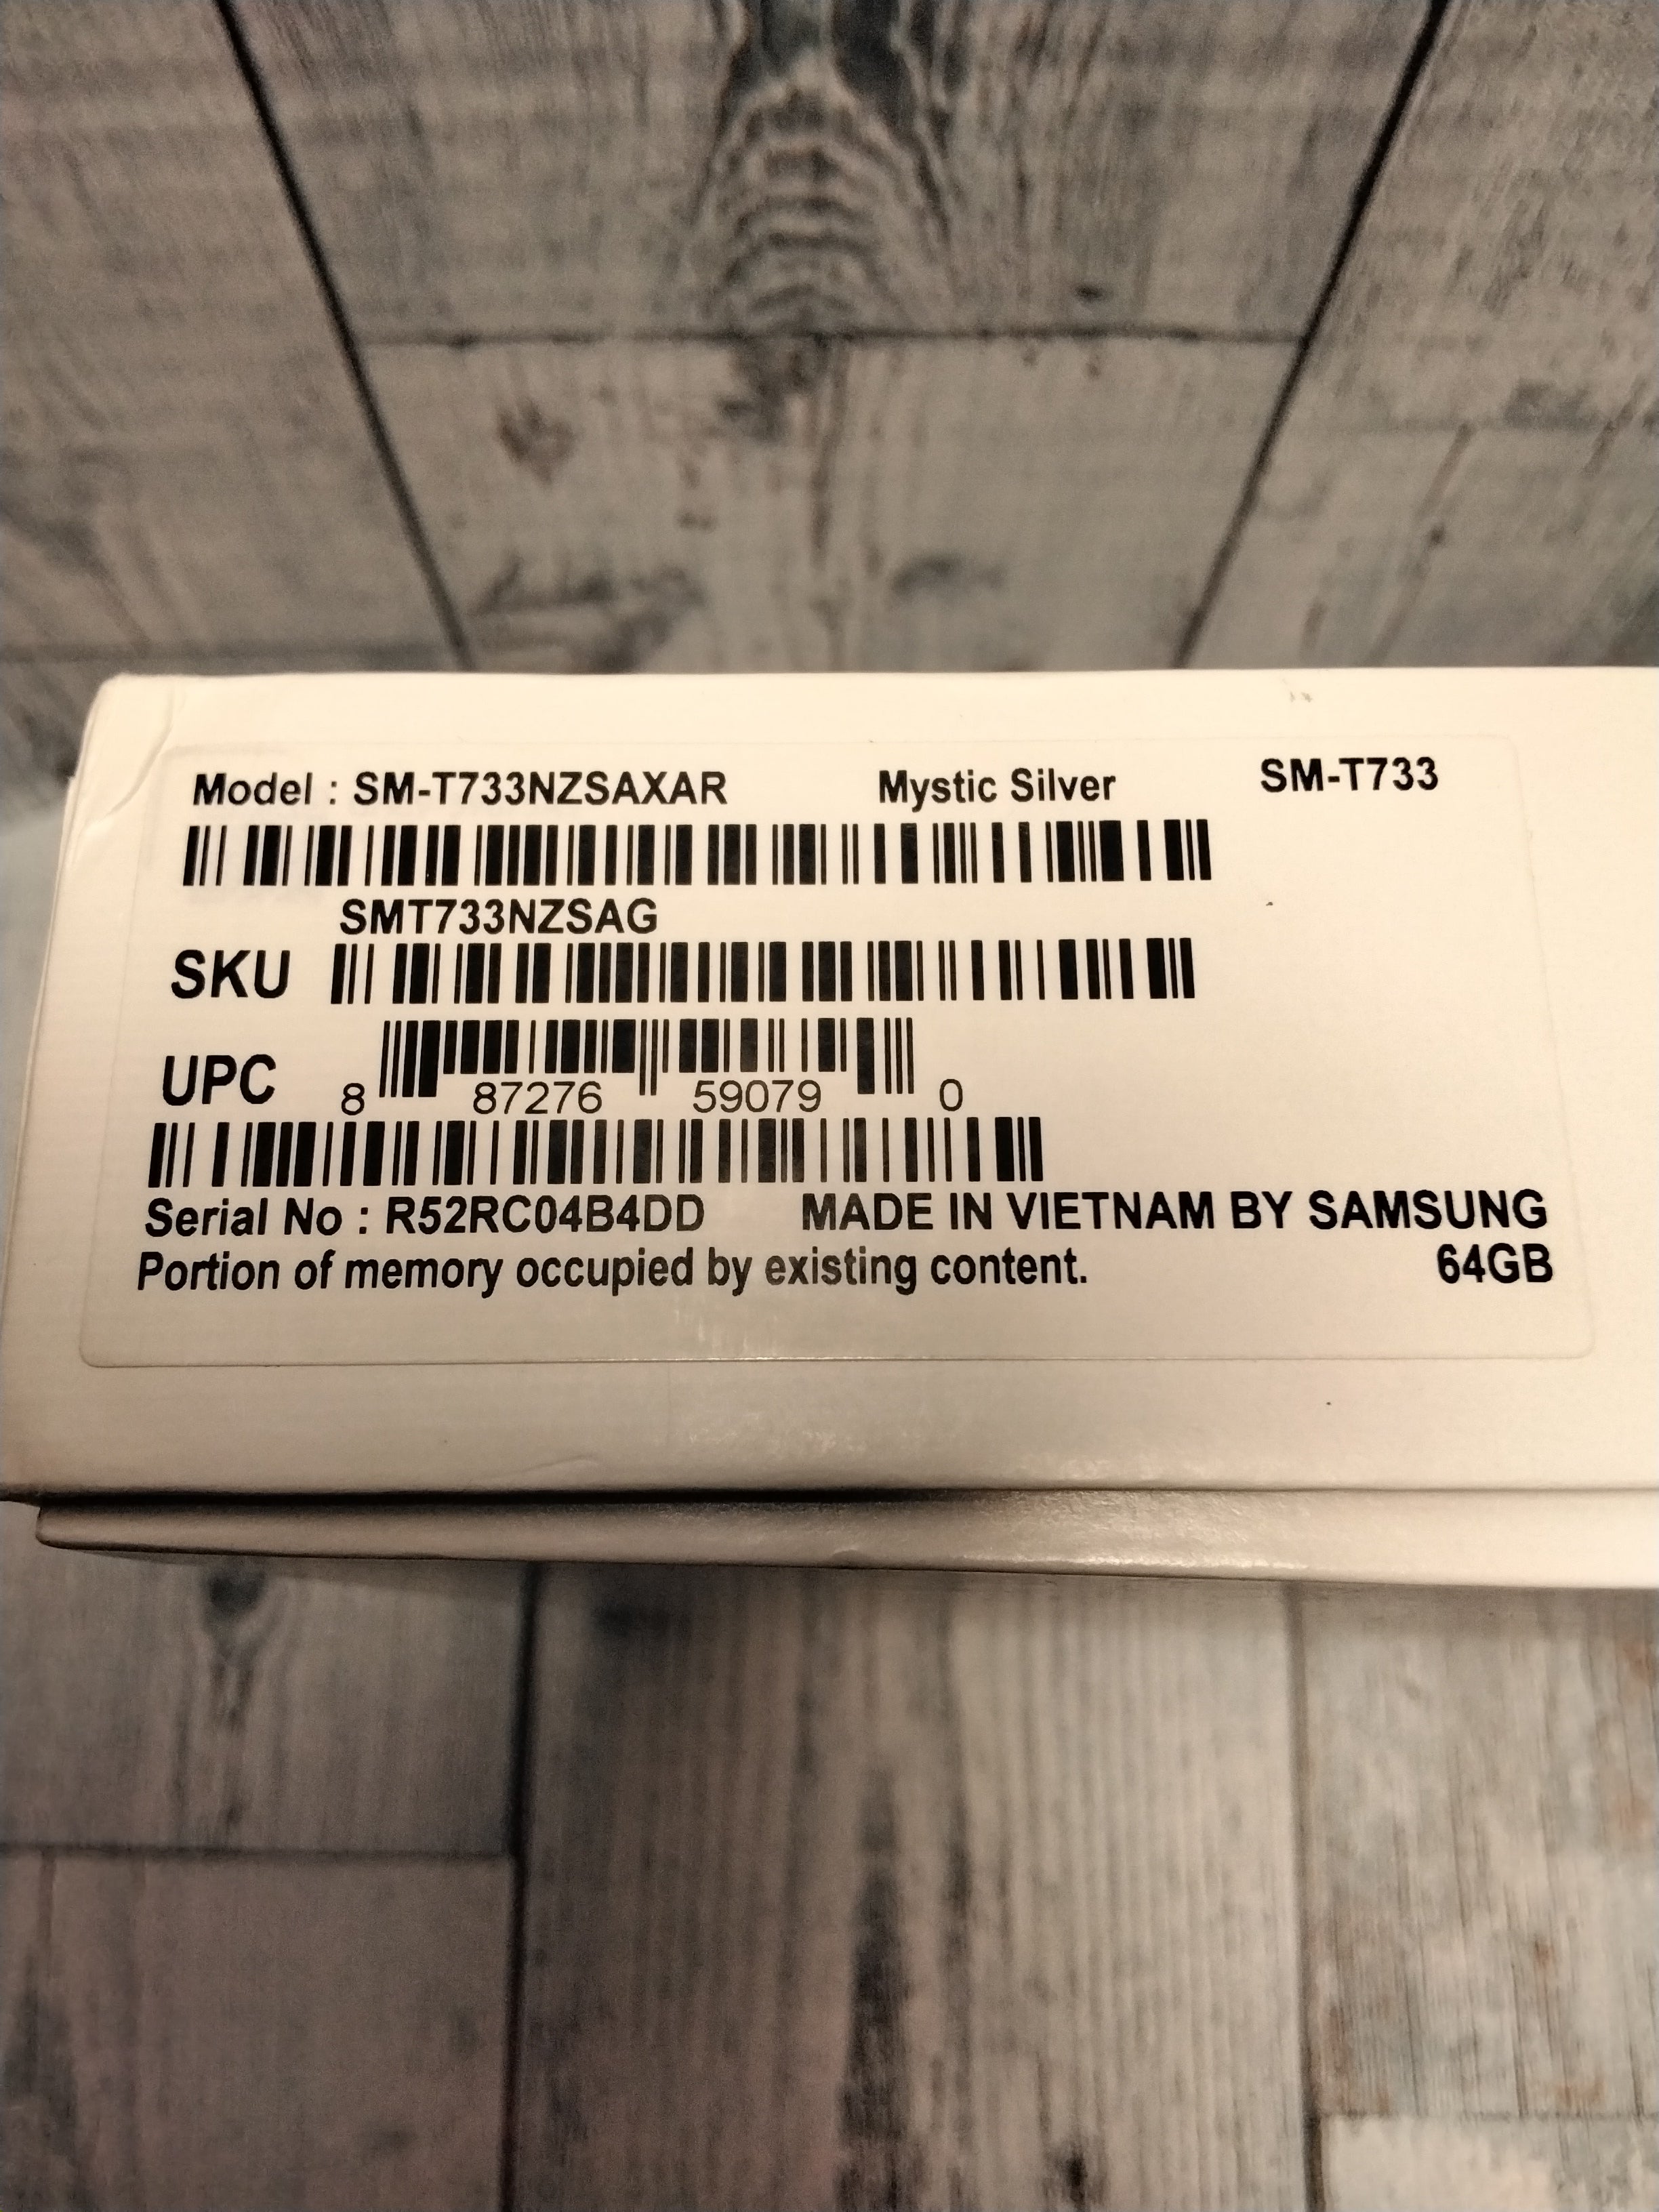 Model : SM-T733NZSAXAR Mystic Silver SM-T733
SMT733NZSAG
SKU
UPC 8 87276 59079 0
Serial No : R52RC04B4DD MADE IN VIETNAM BY SAMSUNG
Portion of memory occupied by existing content. 64GB